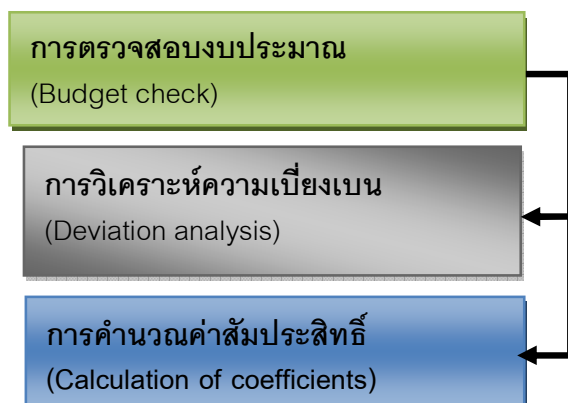 การตรวจสอบงบประมาณ
(Budget check)
การวิเคราะห์ความเบี่ยงเบน
(Deviation analysis)
การคำนวณค่าสัมประสิทธิ์
(Calculation of coefficients)